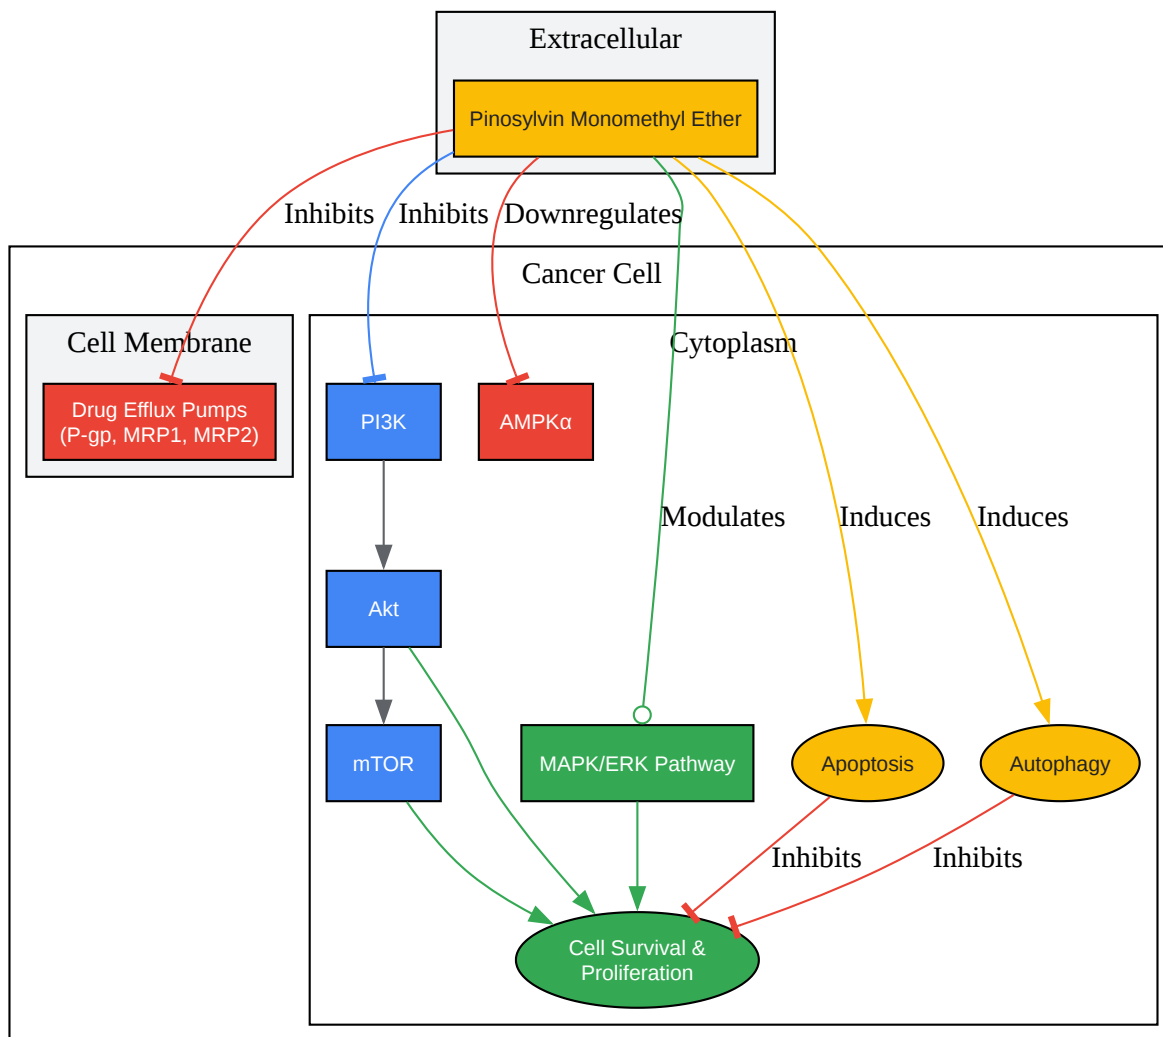 Extracellular
Pinosylvin Monomethyl Ether
Inhibits
Inhibits
Downregulates
Cancer Cell
Cell Membrane
Cytoplasm
Drug Efflux Pumps
(P-gp, MRP1, MRP2)
PI3K
AMPKα
Modulates
Induces
Induces
Akt
mTOR
MAPK/ERK Pathway
Apoptosis
Autophagy
Inhibits
Inhibits
Cell Survival &
Proliferation